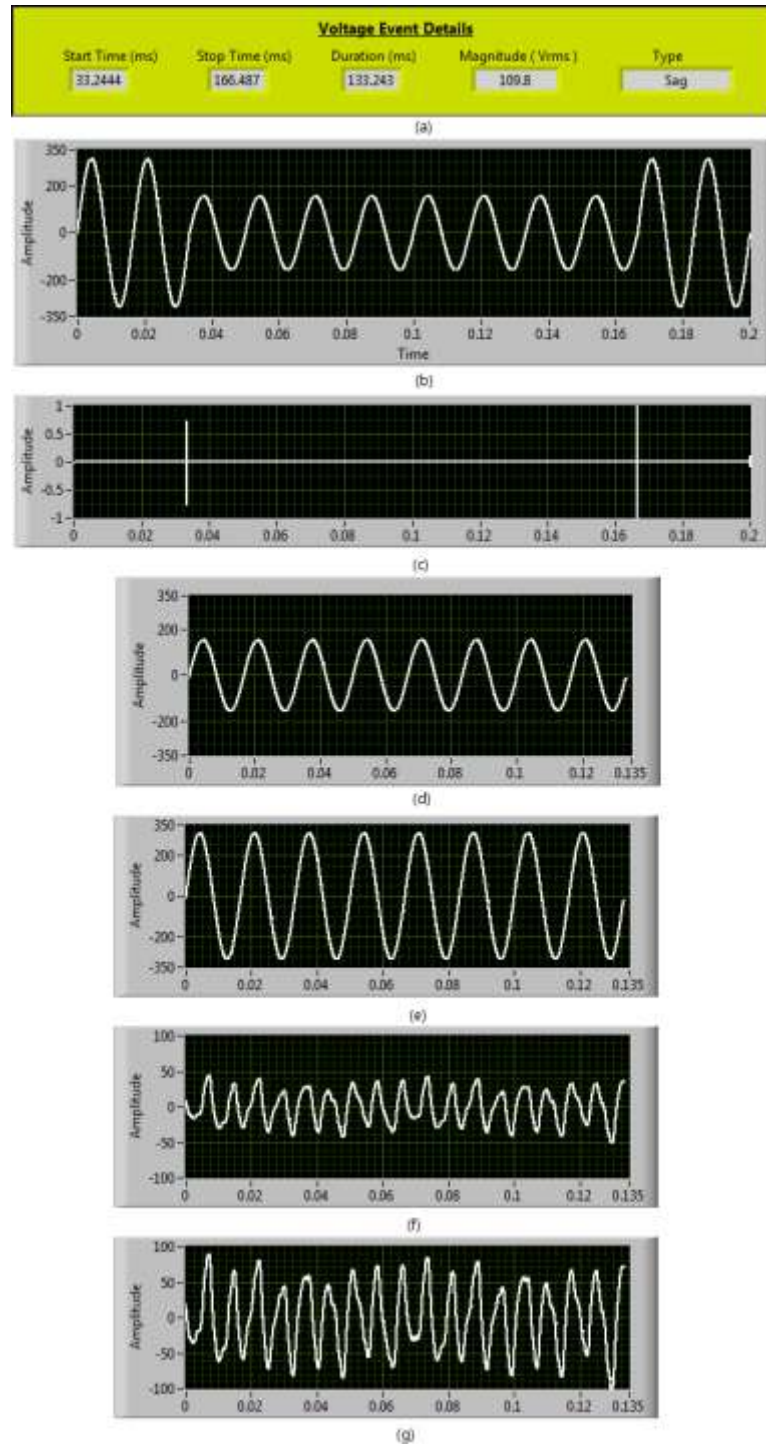 Voltage Event Details
Start Time (ms) Stop Time (ms) Duration (ms) Magnitude ( Vrms ) Type
33.2444 166.487 133.243 109.8 Sag
(a)
350
200
0
-200
-350
Amplitude
0 0.02 0.04 0.06 0.08 0.1 0.12 0.14 0.16 0.18 0.2
Time
(b)
1
0.5
0
-0.5
-1
Amplitude
0 0.02 0.04 0.06 0.08 0.1 0.12 0.14 0.16 0.18 0.2
(c)
350
200
0
-200
-350
Amplitude
0 0.02 0.04 0.06 0.08 0.1 0.12 0.135
(d)
350
200
0
-200
-350
Amplitude
0 0.02 0.04 0.06 0.08 0.1 0.12 0.135
(e)
100
50
0
-50
-100
Amplitude
0 0.02 0.04 0.06 0.08 0.1 0.12 0.135
(f)
100
50
0
-50
-100
Amplitude
0 0.02 0.04 0.06 0.08 0.1 0.12 0.135
(g)